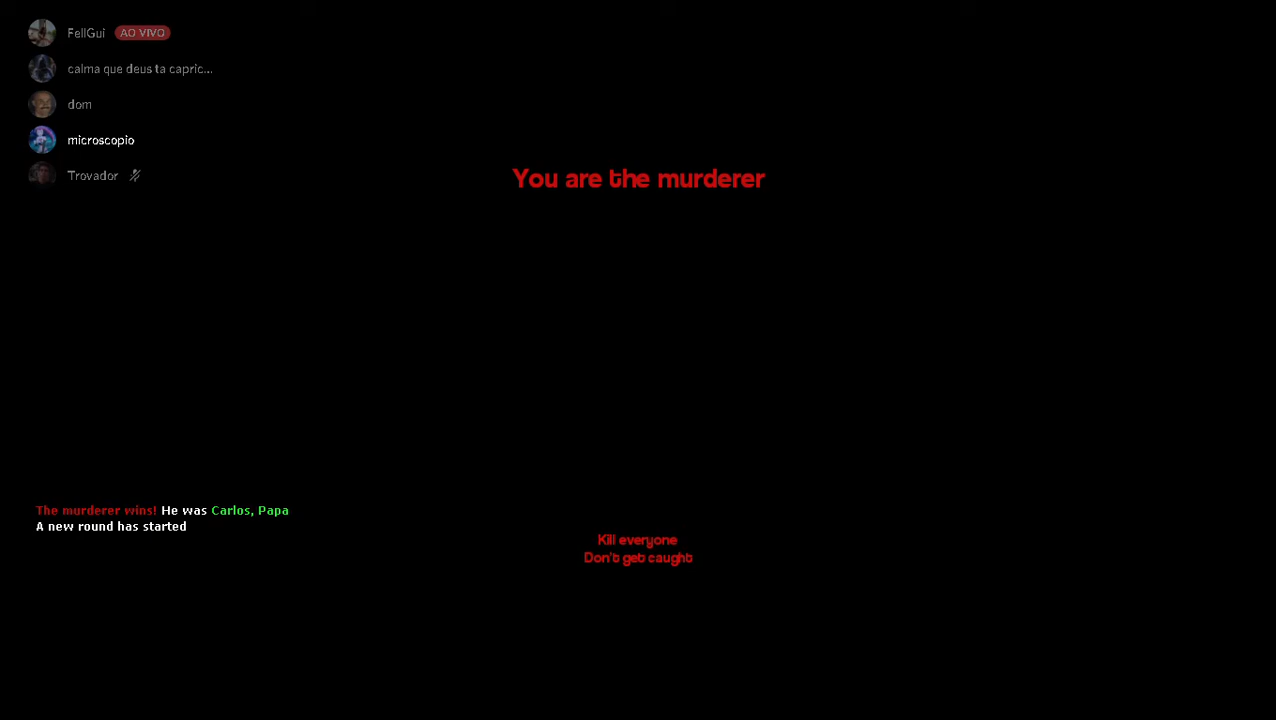 FellGui AO VIVO
calma que deus ta capric...
dom
microscopio
Trovador
You are the murderer
The murderer wins! He was Carlos, Papa
A new round has started
Kill everyone
Don't get caught